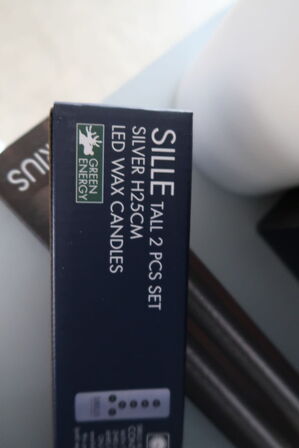 SILLE TALL 2 PCS SET
SILVER H25CM
LED WAX CANDLES
GREEN
ENERGY